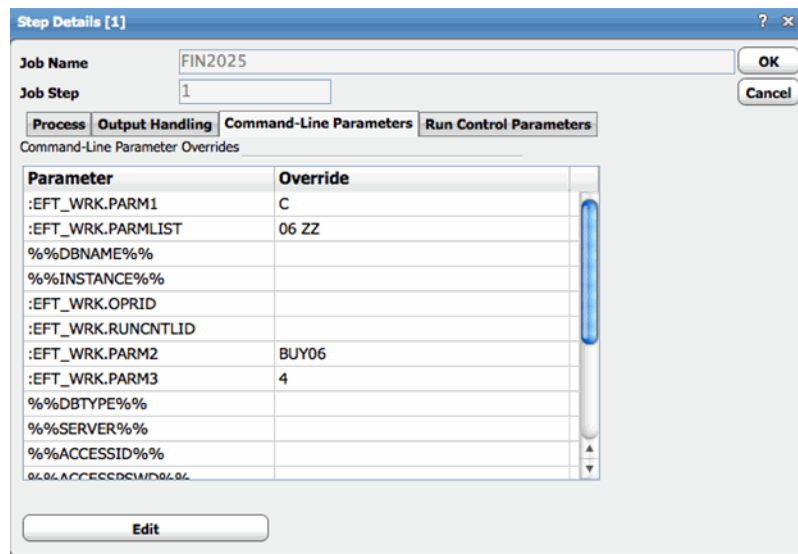 Step Details [1] ? ×
Job Name FIN2025 OK
Job Step 1 Cancel
Process Output Handling Command-Line Parameters Run Control Parameters
Command-Line Parameter Overrides
Parameter Override
:EFT_WRK.PARM1 C
:EFT_WRK.PARMLIST 06 ZZ
%%DBNAME%%
%%INSTANCE%%
:EFT_WRK.OPRID
:EFT_WRK.RUNCNTLID
:EFT_WRK.PARM2 BUY06
:EFT_WRK.PARM3 4
%%DBTYPE%%
%%SERVER%%
%%ACCESSID%%
%%ACCESSPSWD%%
Edit